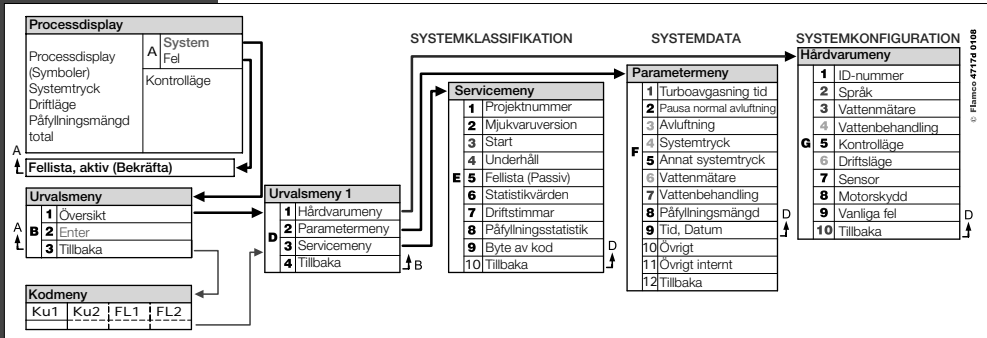 Processdisplay
Processdisplay
(Symboler)
Systemtryck
Driftläge
Påfyllningsmängd
total
A
System
Fel
Kontrolläge
A
Fellista, aktiv (Bekräfta)
Urvalsmeny
A
B
1 Översikt
2 Enter
3 Tillbaka
Kodmeny
Ku1 Ku2 FL1 FL2
Urvalsmeny 1
D
1 Hårdvarumeny
2 Parametermeny
3 Servicemeny
4 Tillbaka
B
SYSTEMKLASSIFIKATION
Servicemeny
E
1 Projektnummer
2 Mjukvaruversion
3 Start
4 Underhåll
5 Fellista (Passiv)
6 Statistikvärden
7 Driftstimmar
8 Påfyllningsstatistik
9 Byte av kod
10 Tillbaka
D
SYSTEMDATA
Parametermeny
F
1 Turboavgasning tid
2 Pausa normal avluftning
3 Avluftning
4 Systemtryck
5 Annat systemtryck
6 Vattenmätare
7 Vattenbehandling
8 Påfyllningsmängd
9 Tid, Datum
10 Övrigt
11 Övrigt internt
12 Tillbaka
D
SYSTEMKONFIGURATION
Hårdvarumeny
G
1 ID-nummer
2 Språk
3 Vattenmätare
4 Vattenbehandling
5 Kontrolläge
6 Driftsläge
7 Sensor
8 Motorskydd
9 Vanliga fel
10 Tillbaka
D
© Flamco 4717d 0108